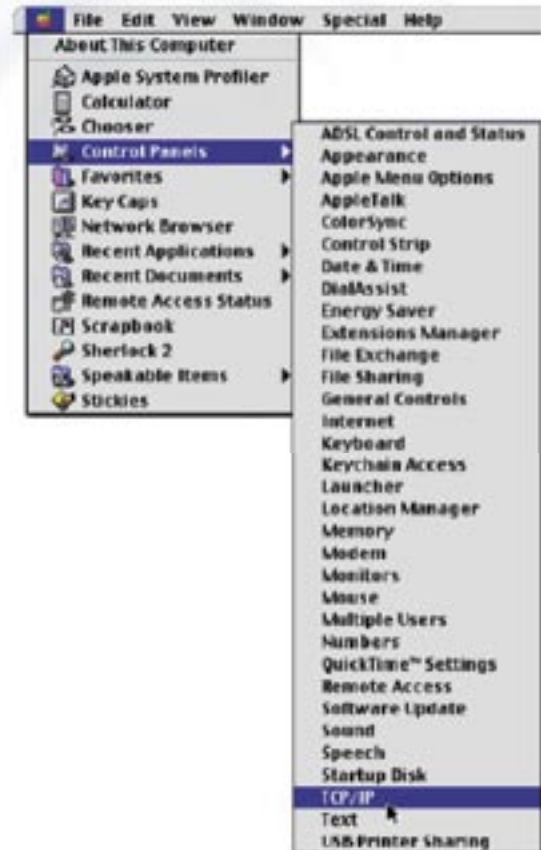 File Edit View Window Special Help
About This Computer
Apple System Profiler
Calculator
Chooser
Control Panels
Favorites
Key Caps
Network Browser
Recent Applications
Recent Documents
Remote Access Status
Scrapbook
Sherlock 2
Speakable Items
Stickies
ADSL Control and Status
Appearance
Apple Menu Options
AppleTalk
ColorSync
Control Strip
Date & Time
DialAssist
Energy Saver
Extensions Manager
File Exchange
File Sharing
General Controls
Internet
Keyboard
Keychain Access
Launcher
Location Manager
Memory
Modem
Monitors
Mouse
Multiple Users
Numbers
QuickTime™ Settings
Remote Access
Software Update
Sound
Speech
Startup Disk
TCP/IP
Text
USB Printer Sharing